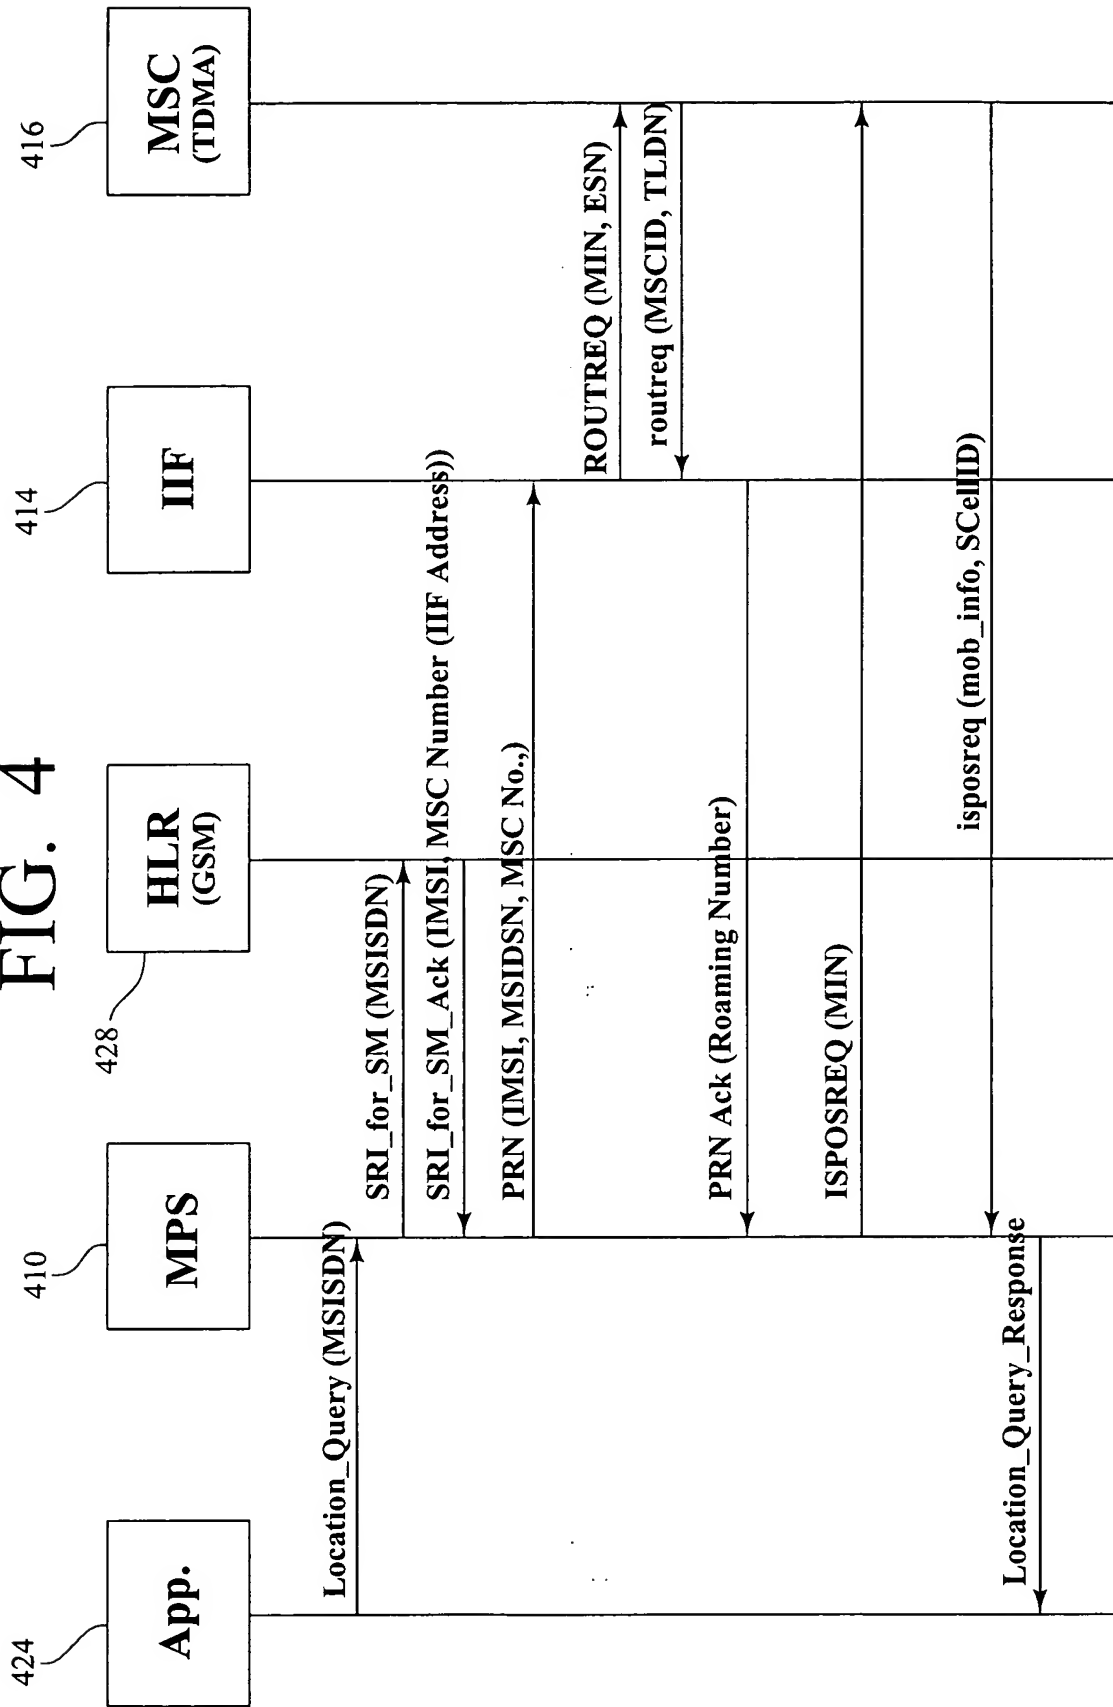 FIG. 4
424
410
428
414
416
App.
MPS
HLR
(GSM)
IIF
MSC
(TDMA)
Location_Query (MSISDN)
SRI_for_SM (MSISDN)
SRI_for_SM_Ack (IMSI, MSC Number (IIF Address))
PRN (IMSI, MSIDSN, MSC No.,)
ROUTREQ (MIN, ESN)
routreq (MSCID, TLDN)
PRN Ack (Roaming Number)
ISPOSREQ (MIN)
isposreq (mob_info, SCellID)
Location_Query_Response